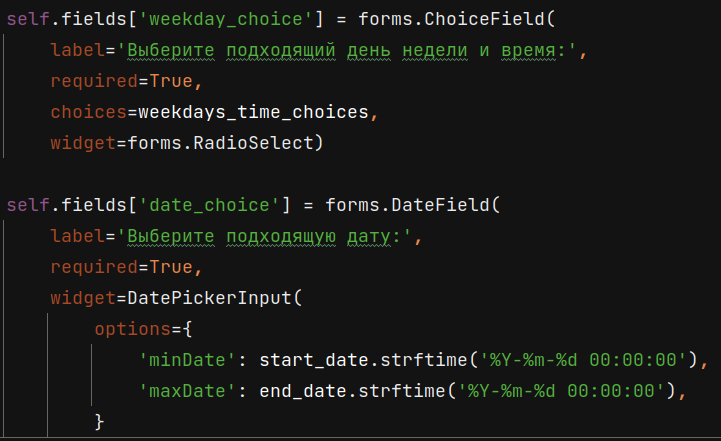 self.fields['weekday_choice'] = forms.ChoiceField(
    label='Выберите подходящий день недели и время:',
    required=True,
    choices=weekdays_time_choices,
    widget=forms.RadioSelect)

self.fields['date_choice'] = forms.DateField(
    label='Выберите подходящую дату:',
    required=True,
    widget=DatePickerInput(
        options={
            'minDate': start_date.strftime('%Y-%m-%d 00:00:00'),
            'maxDate': end_date.strftime('%Y-%m-%d 00:00:00'),
        }